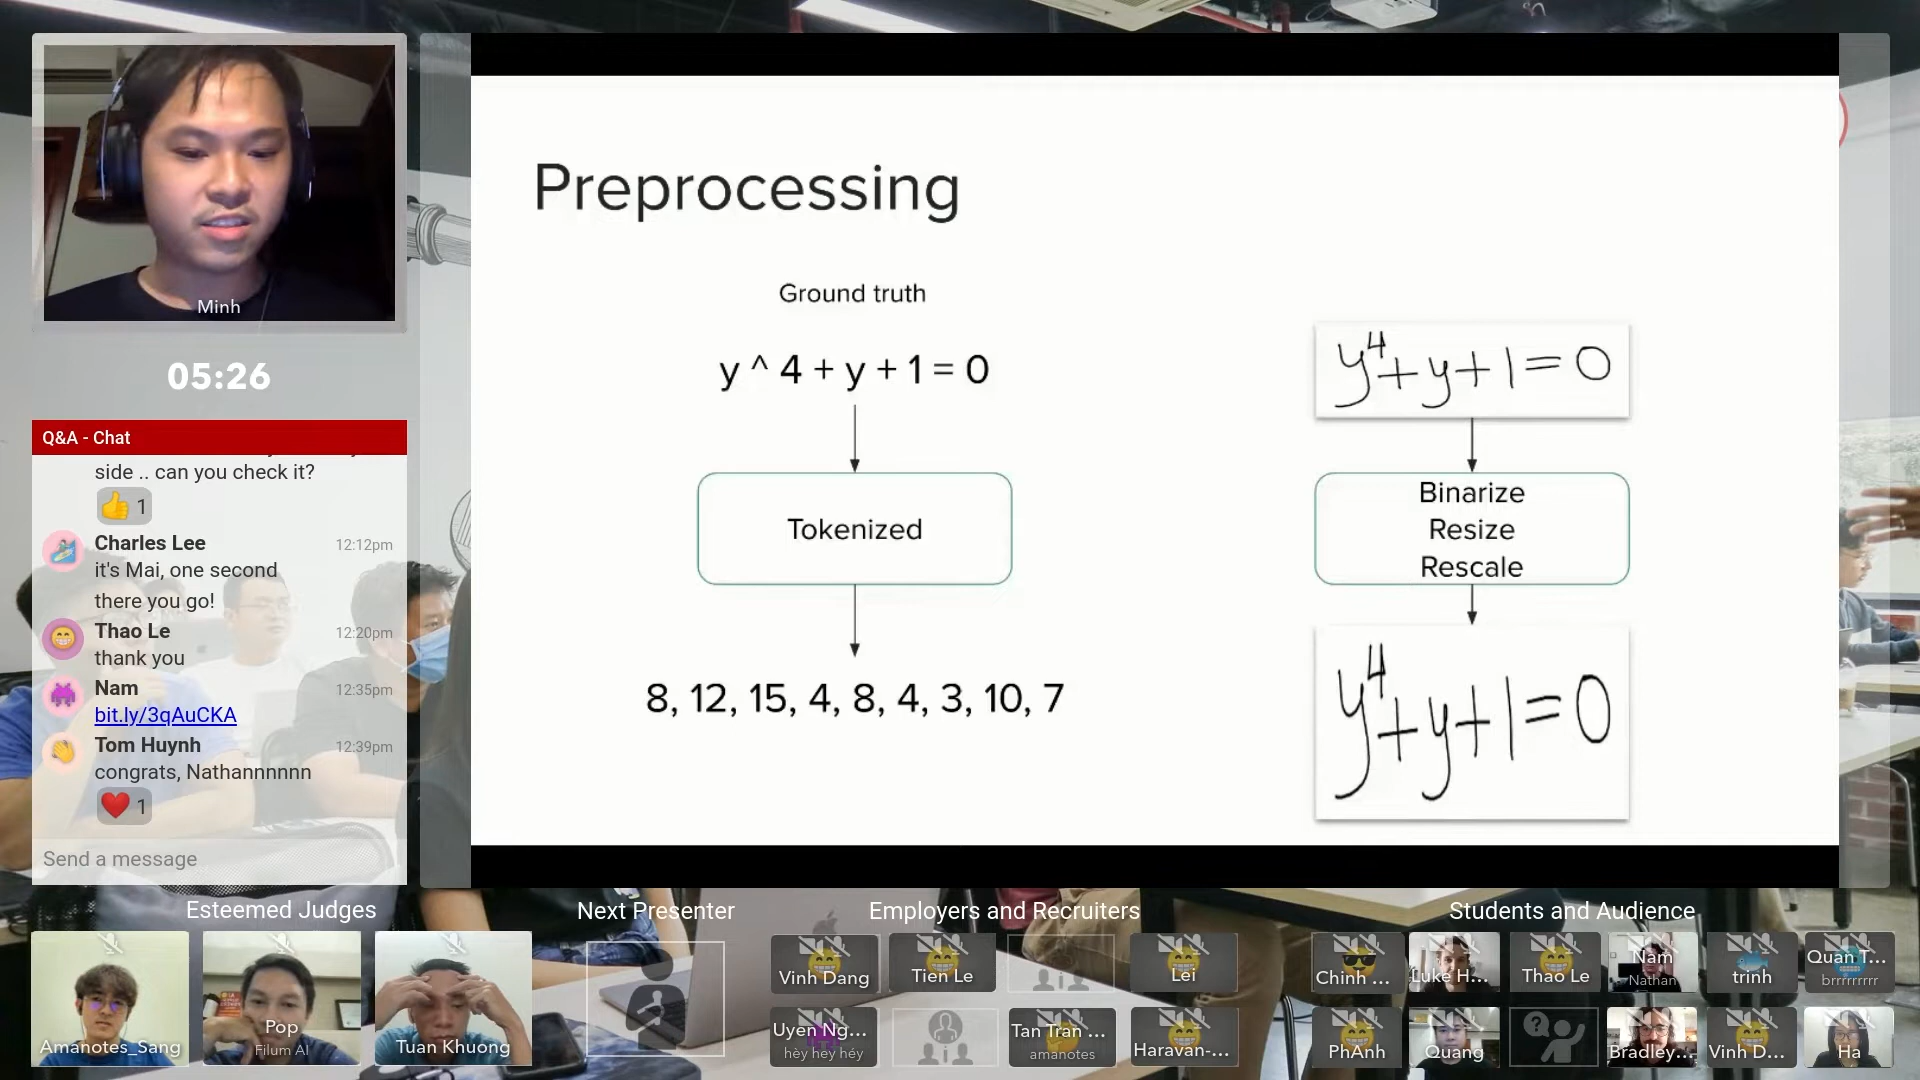 Minh
05:26
Q&A - Chat
side .. can you check it?
👍 1
Charles Lee 12:12pm
it's Mai, one second
there you go!
Thao Le 12:20pm
thank you
Nam 12:35pm
bit.ly/3qAuCKA
Tom Huynh 12:39pm
congrats, Nathannnnnn
❤️ 1
Send a message
Preprocessing
Ground truth
y ^ 4 + y + 1 = 0
Tokenized
8, 12, 15, 4, 8, 4, 3, 10, 7
y⁴+y+1=0
Binarize
Resize
Rescale
y⁴+y+1=0
Esteemed Judges
Amanotes_Sang
Pop
Filum AI
Tuan Khuong
Next Presenter
Employers and Recruiters
Vinh Dang
Tien Le
Lei
Uyen Ng...
hèy hey héy
Tan Tran ...
amanotes
Haravan-...
Students and Audience
Chinh ...
Luke H...
Thao Le
Nam
Nathan
trinh
Quan T...
brrrrrrrrr
PhAnh
Quang
Bradley...
Vinh D...
Ha